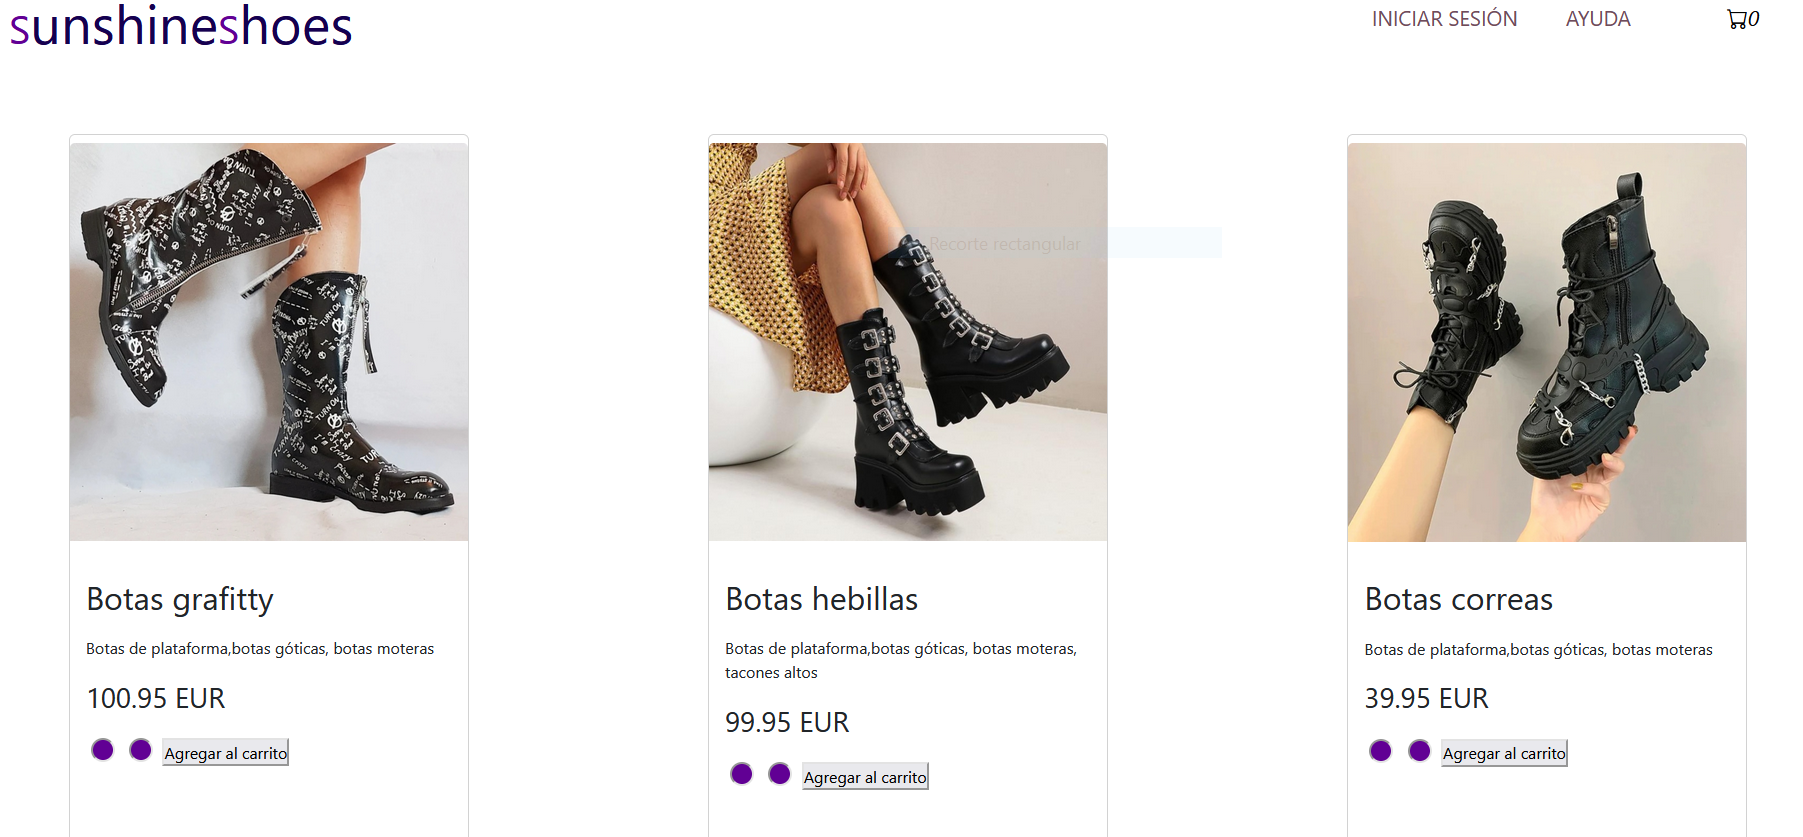 sunshineshoes
INICIAR SESIÓN
AYUDA
0
Recorte rectangular
TURN ON
Botas grafitty
Botas de plataforma,botas góticas, botas moteras
100.95 EUR
Agregar al carrito
Botas hebillas
Botas de plataforma,botas góticas, botas moteras,
tacones altos
99.95 EUR
Agregar al carrito
Botas correas
Botas de plataforma,botas góticas, botas moteras
39.95 EUR
Agregar al carrito